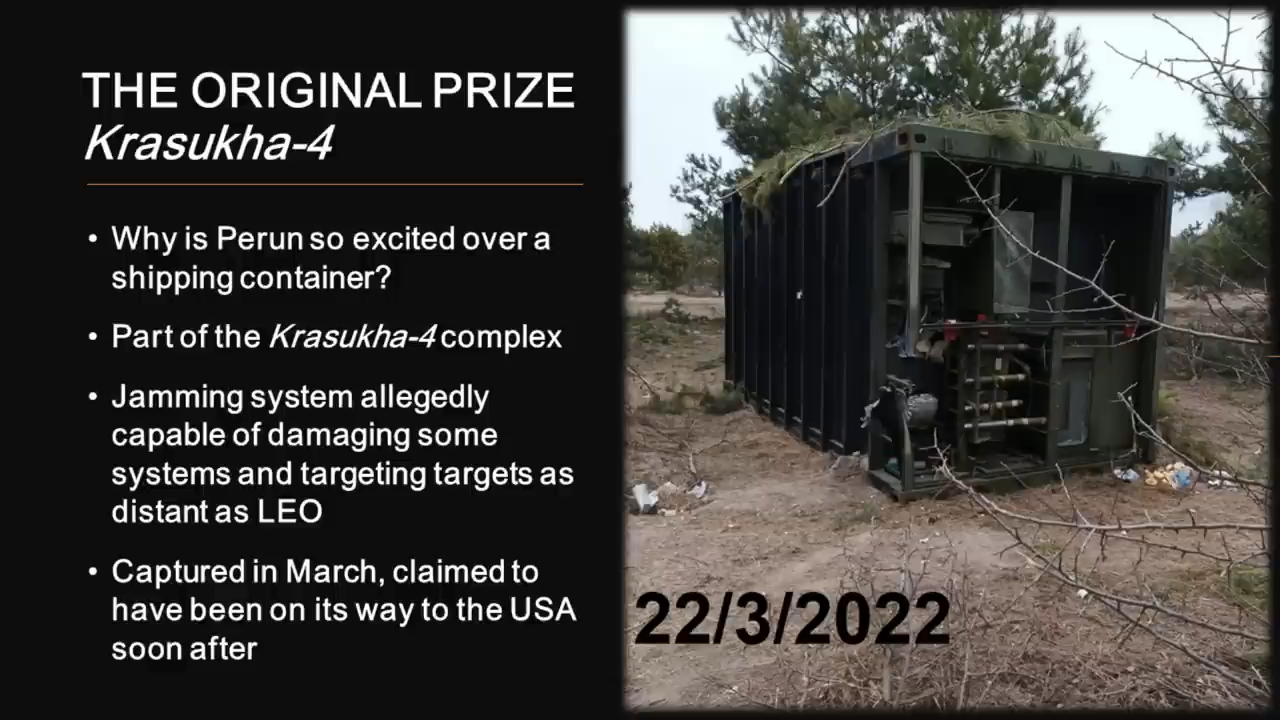 THE ORIGINAL PRIZE
Krasukha-4
• Why is Perun so excited over a
shipping container?
• Part of the Krasukha-4 complex
• Jamming system allegedly
capable of damaging some
systems and targeting targets as
distant as LEO
• Captured in March, claimed to
have been on its way to the USA
soon after
22/3/2022